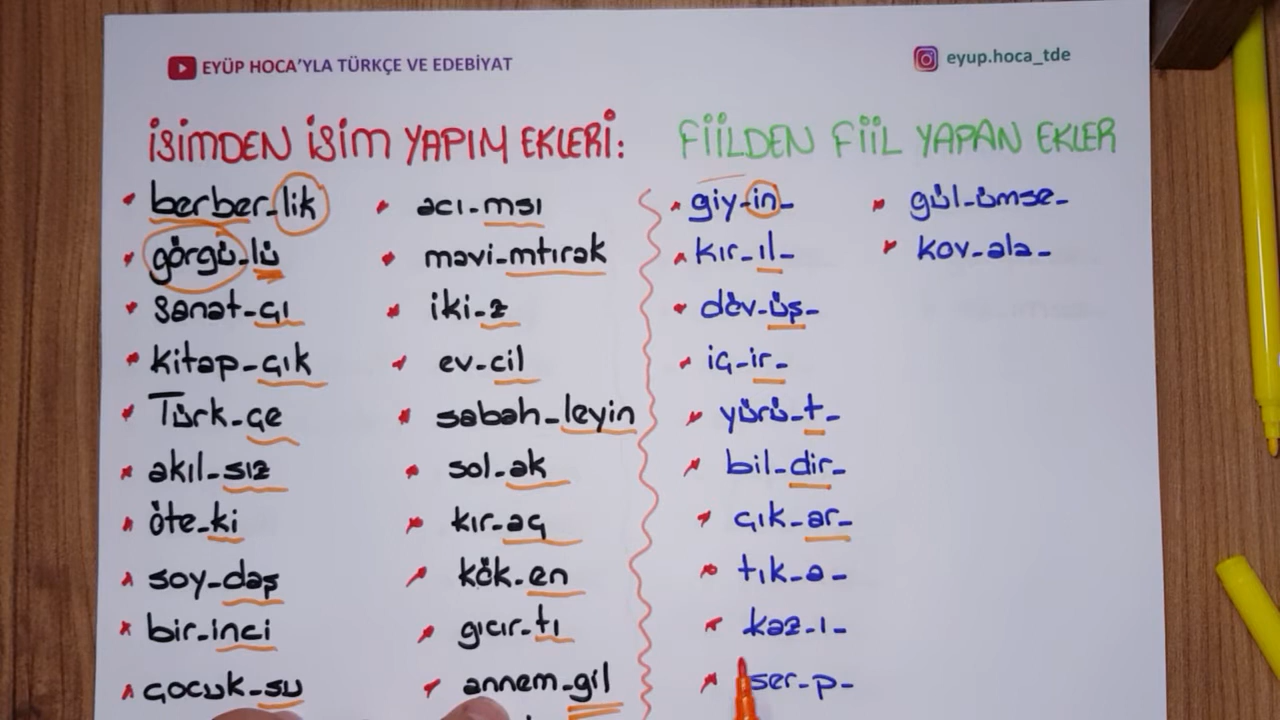 EYÜP HOCA'YLA TÜRKÇE VE EDEBİYAT
eyup.hoca_tde
İSİMDEN İSİM YAPIM EKLERİ:
berber-lik
görgü-lü
sanat-çı
kitap-çık
Türk-çe
akıl-sız
öte-ki
soy-daş
bir-inci
çocuk-su
acı-msı
mavi-mtırak
iki-z
ev-cil
sabah-leyin
sol-ak
kır-aç
kök-en
gıcır-tı
annem-gil
FİİLDEN FİİL YAPAN EKLER
giy-in-
kır-ıl-
döv-üş-
iç-ir-
yürü-t-
bil-dir-
çık-ar-
tık-a-
kaz-ı-
ser-p-
gül-ümse-
kov-ala-